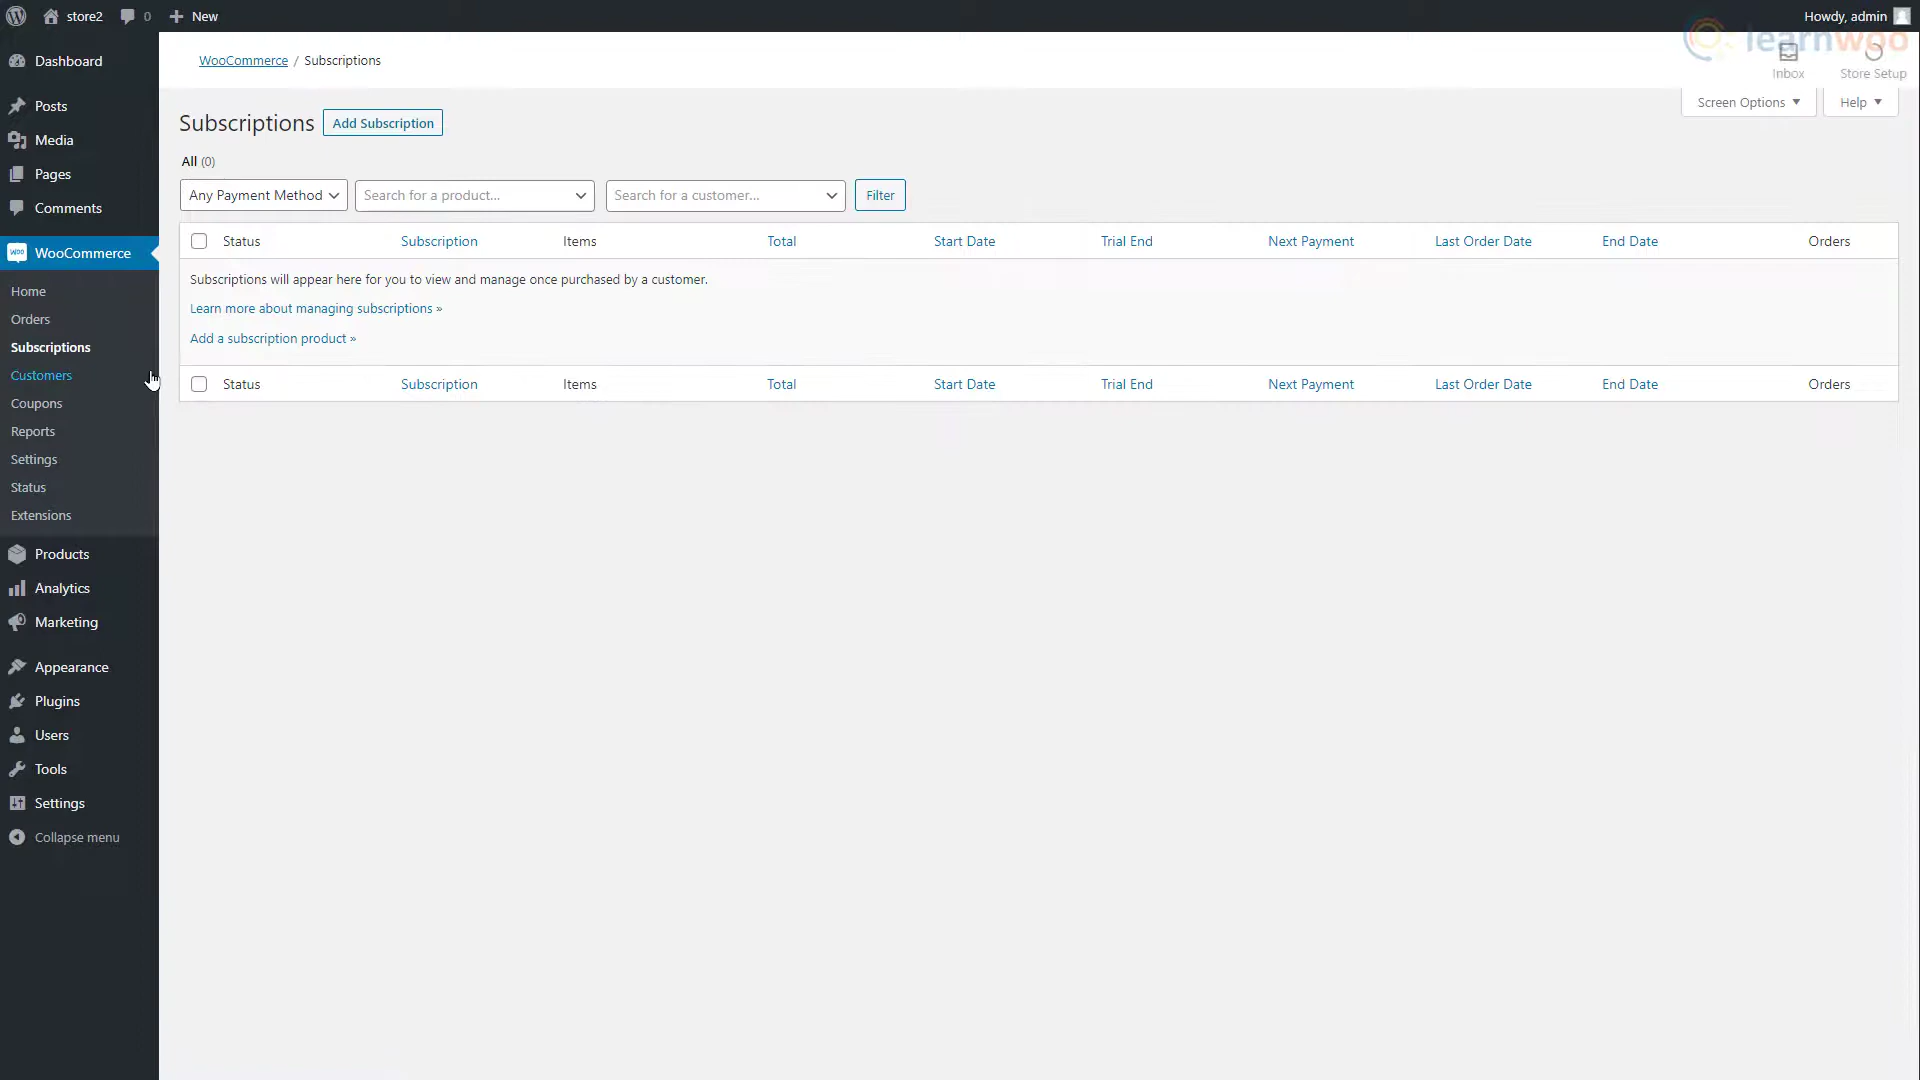 store2 0 New Howdy, admin
learnwoo
WooCommerce / Subscriptions
Inbox Store Setup
Screen Options Help
Subscriptions Add Subscription
All (0)
Any Payment Method Search for a product... Search for a customer... Filter
Status Subscription Items Total Start Date Trial End Next Payment Last Order Date End Date Orders
Subscriptions will appear here for you to view and manage once purchased by a customer.
Learn more about managing subscriptions »
Add a subscription product »
Status Subscription Items Total Start Date Trial End Next Payment Last Order Date End Date Orders
Dashboard
Posts
Media
Pages
Comments
woo WooCommerce
Home
Orders
Subscriptions
Customers
Coupons
Reports
Settings
Status
Extensions
Products
Analytics
Marketing
Appearance
Plugins
Users
Tools
Settings
Collapse menu